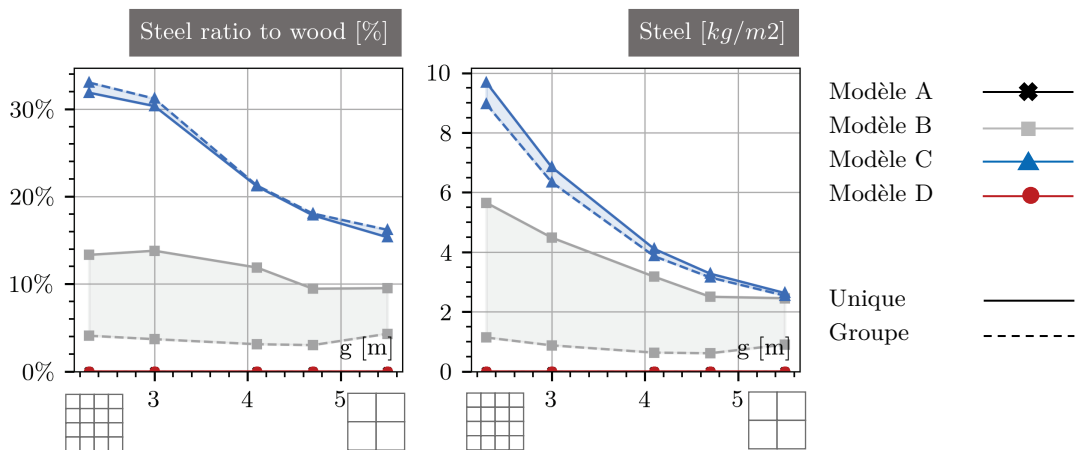 Steel ratio to wood [%]
30%
20%
10%
0%
g [m]
3
4
5
Steel [kg/m2]
10
8
6
4
2
0
g [m]
3
4
5
Modèle A
Modèle B
Modèle C
Modèle D
Unique
Groupe